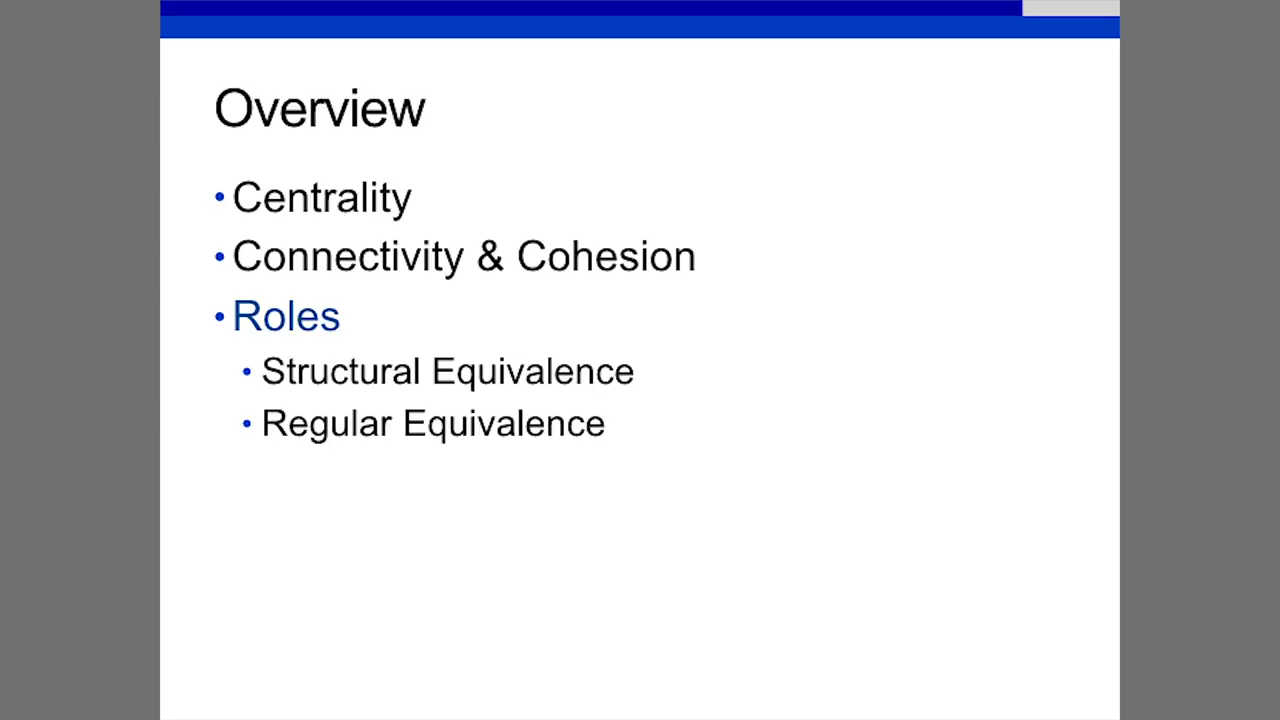 Overview
• Centrality
• Connectivity & Cohesion
• Roles
• Structural Equivalence
• Regular Equivalence